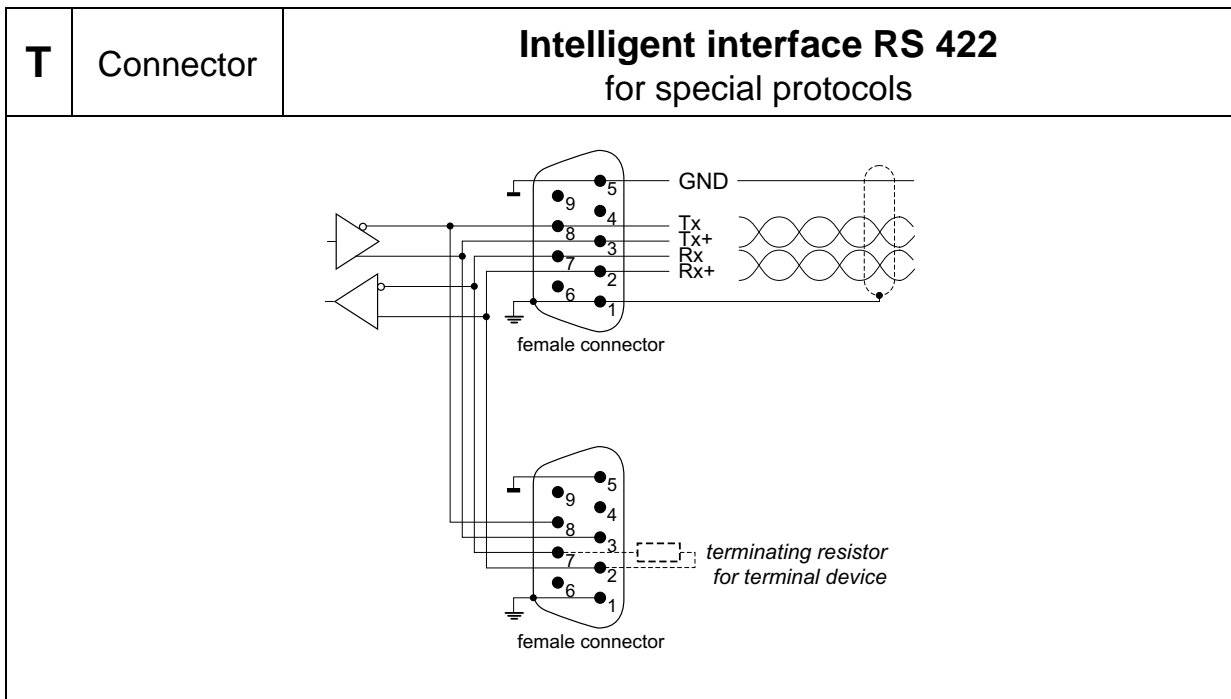 T
Connector
Intelligent interface RS 422
for special protocols
5
GND
9
4
Tx
8
Tx+
3
Rx
7
Rx+
2
6
1
female connector
5
9
4
8
3
7
terminating resistor
2
for terminal device
6
1
female connector